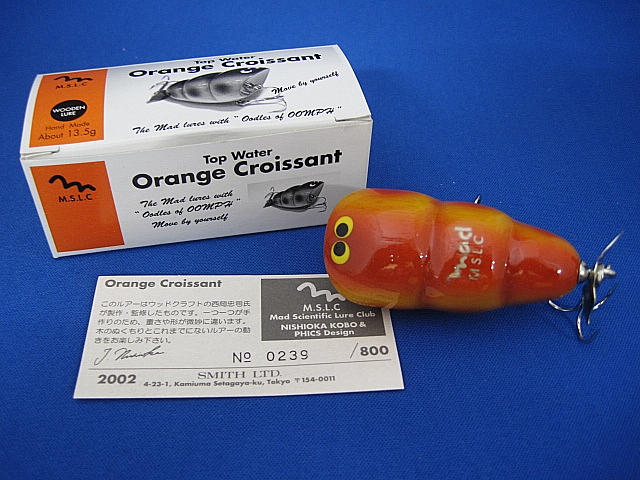 M.S.L.C
WOODEN
LURE
Hand Made
About 13.5g
Top Water
Orange Croissant
Move by yourself
The Mad lures with " Oodles of OOMPH "
M.S.L.C
Top Water
Orange Croissant
The Mad lures with
" Oodles of OOMPH "
Move by yourself
mad
M.S.L.C
Orange Croissant
このルアーはウッドクラフトの西岡忠司氏
が製作・監修したものです。一つ一つが手
作りのため、重さや形が微妙に違います。
木のぬくもりとこれまでにないルアーの動
きをお楽しみ下さい。
M.S.L.C
Mad Scientific Lure Club
NISHIOKA KOBO &
PHICS Design
No 0239 /800
2002
SMITH LTD.
4-23-1, Kamiuma Setagaya-ku, Tokyo 〒154-0011